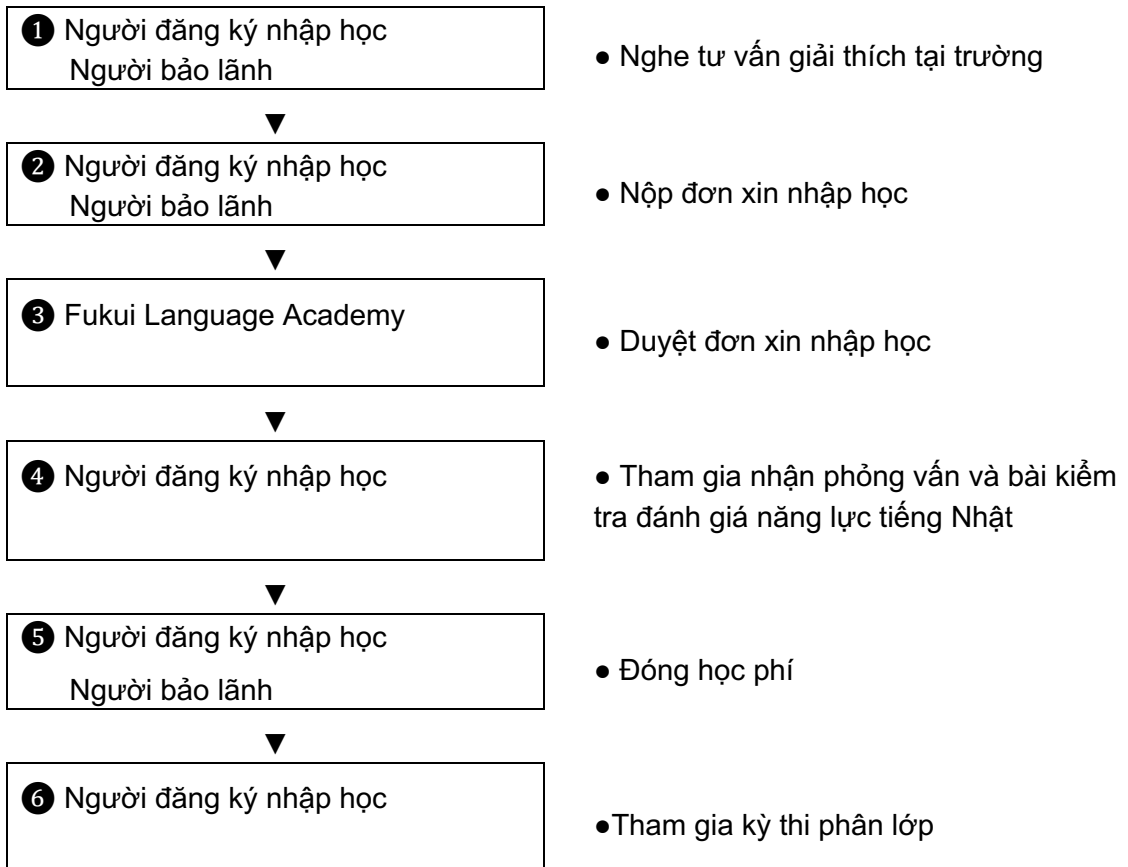 ❶ Người đăng ký nhập học
Người bảo lãnh
● Nghe tư vấn giải thích tại trường
▼
❷ Người đăng ký nhập học
Người bảo lãnh
● Nộp đơn xin nhập học
▼
❸ Fukui Language Academy
● Duyệt đơn xin nhập học
▼
❹ Người đăng ký nhập học
● Tham gia nhận phỏng vấn và bài kiểm
tra đánh giá năng lực tiếng Nhật
▼
❺ Người đăng ký nhập học
Người bảo lãnh
● Đóng học phí
▼
❻ Người đăng ký nhập học
●Tham gia kỳ thi phân lớp